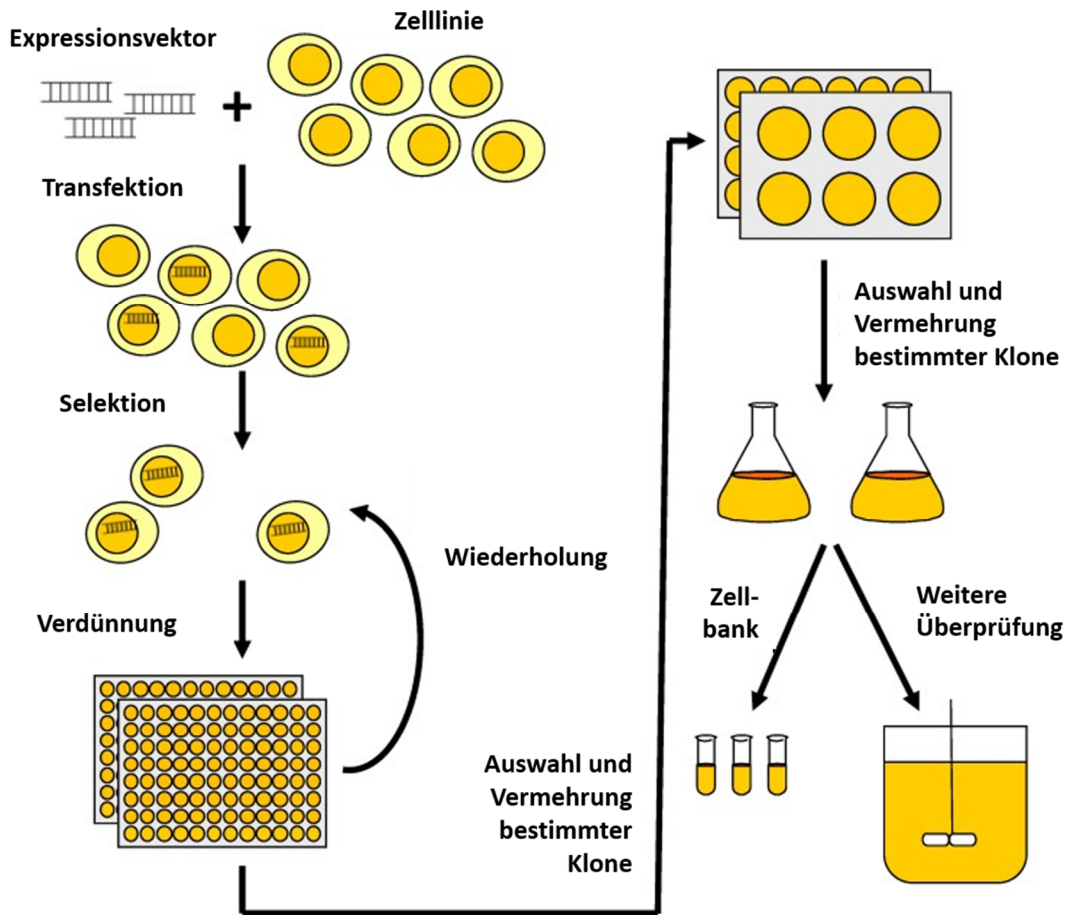 Expressionsvektor
Zelllinie
Transfektion
Selektion
Wiederholung
Verdünnung
Auswahl und
Vermehrung
bestimmter
Klone
Auswahl und
Vermehrung
bestimmter Klone
Zell-
bank
Weitere
Überprüfung